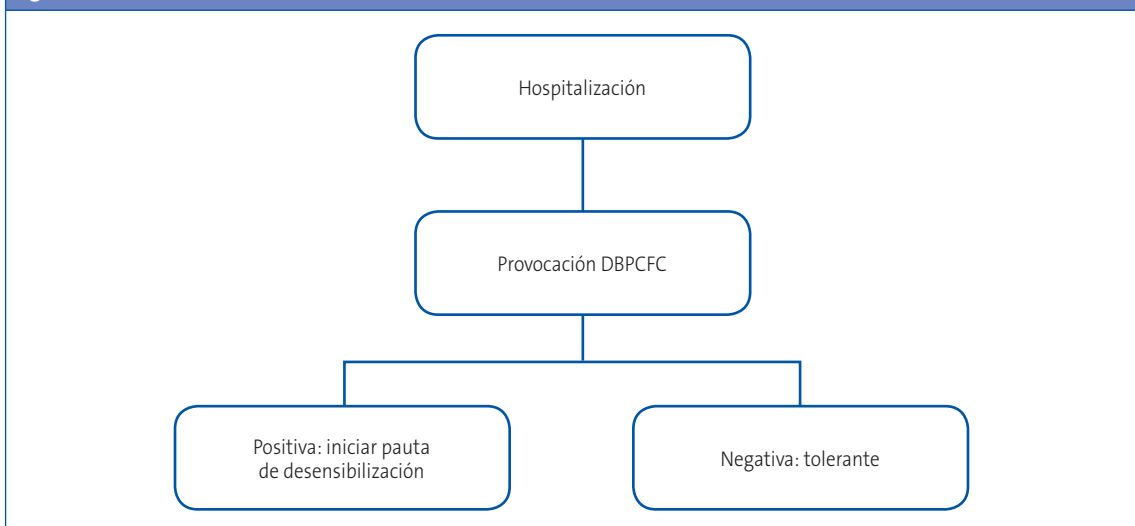 Hospitalización
Provocación DBPCFC
Positiva: iniciar pauta
de desensibilización
Negativa: tolerante